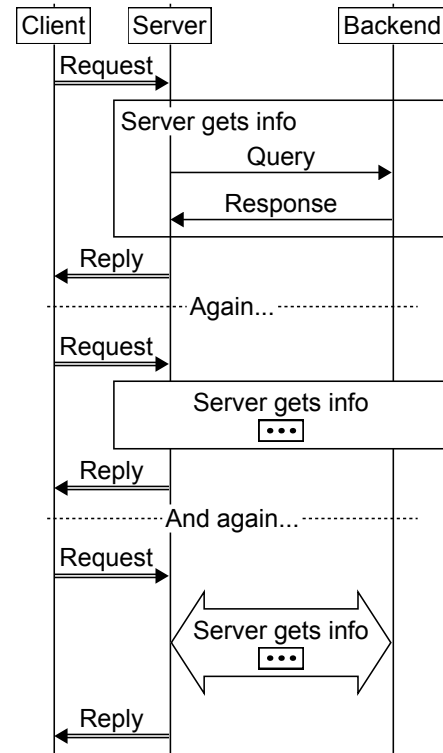 Client Server Backend
Request
Server gets info
Query
Response
Reply
Again...
Request
Server gets info
Reply
And again...
Request
Server gets info
Reply